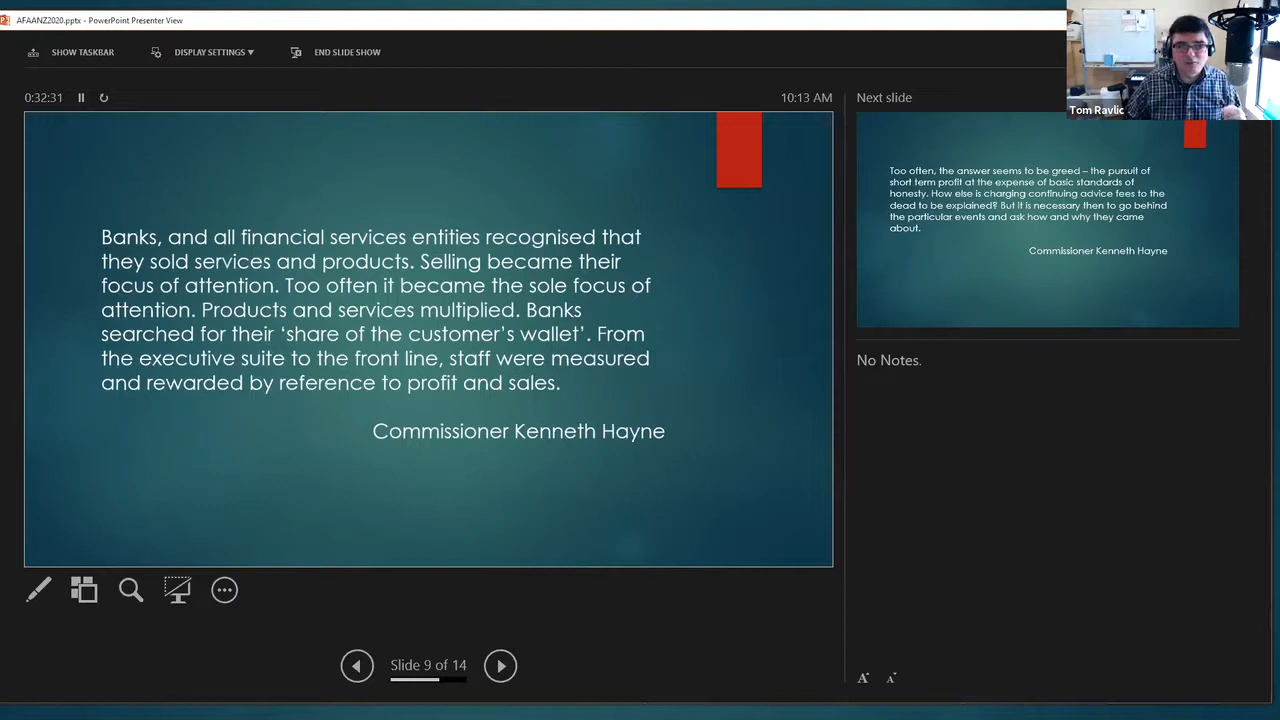 AFAANZ2020.pptx - PowerPoint Presenter View
SHOW TASKBAR
DISPLAY SETTINGS
END SLIDE SHOW
0:32:31
10:13 AM
Banks, and all financial services entities recognised that
they sold services and products. Selling became their
focus of attention. Too often it became the sole focus of
attention. Products and services multiplied. Banks
searched for their ‘share of the customer’s wallet’. From
the executive suite to the front line, staff were measured
and rewarded by reference to profit and sales.
Commissioner Kenneth Hayne
Slide 9 of 14
Next slide
Too often, the answer seems to be greed – the pursuit of
short term profit at the expense of basic standards of
honesty. How else is charging continuing advice fees to the
dead to be explained? But it is necessary then to go behind
the particular events and ask how and why they came
about.
Commissioner Kenneth Hayne
No Notes.
A A
Tom Ravlic